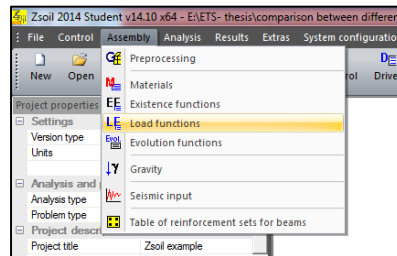 Zsoil 2014 Student v14.10 x64 - E:\ETS- thesis\comparison between differen
File Control Assembly Analysis Results Extras System configuratio
New Open
Preprocessing
Materials
Existence functions
Load functions
Evolution functions
Gravity
Seismic input
Table of reinforcement sets for beams
rol Drive
Project properties
Settings
Version type
Units
Analysis and
Analysis type
Problem type
Project descr
Project title Zsoil example